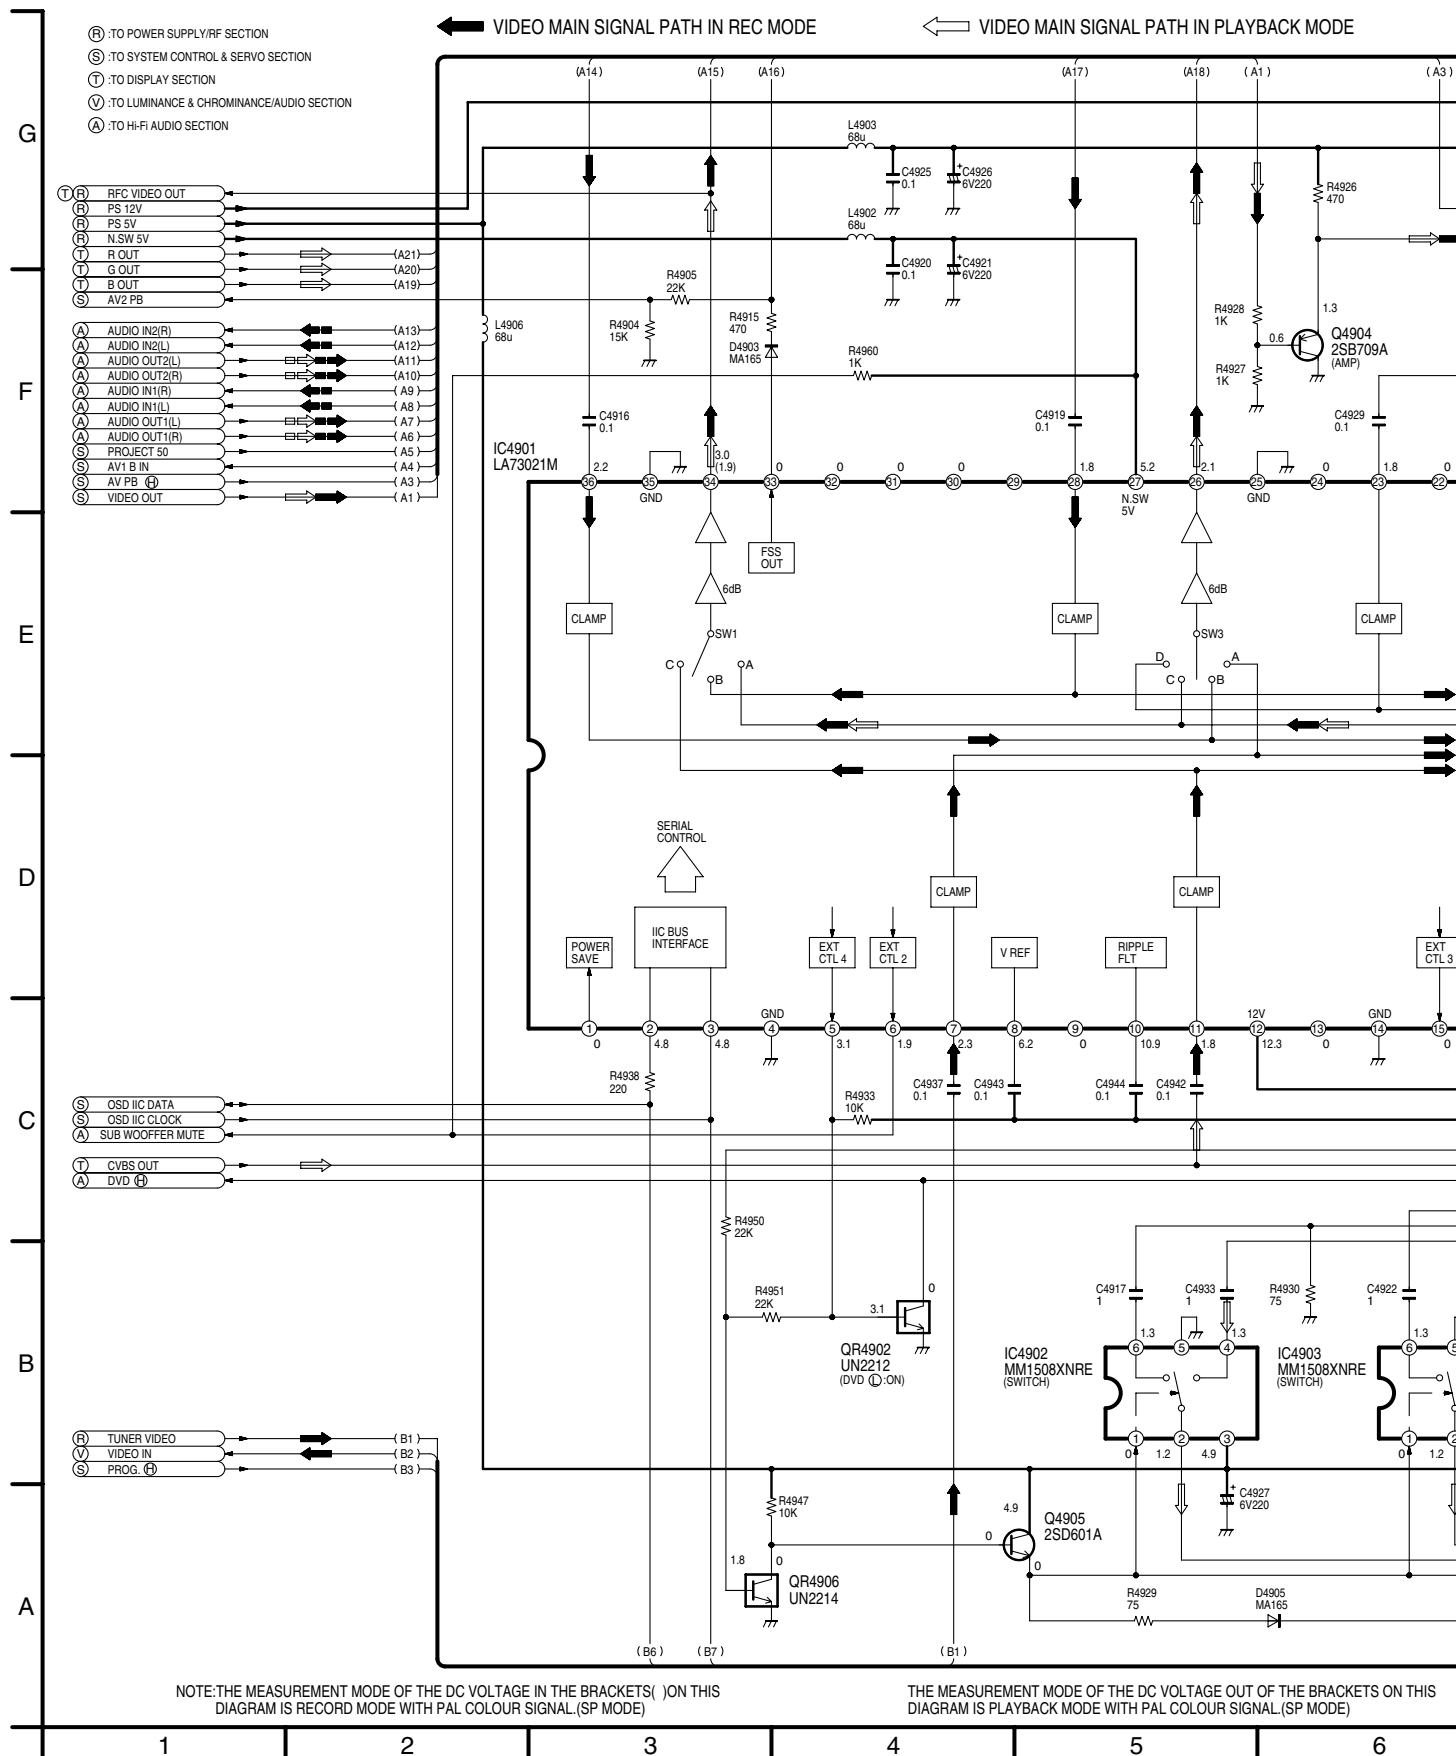 VIDEO MAIN SIGNAL PATH IN REC MODE
VIDEO MAIN SIGNAL PATH IN PLAYBACK MODE
R :TO POWER SUPPLY/RF SECTION
S :TO SYSTEM CONTROL & SERVO SECTION
T :TO DISPLAY SECTION
V :TO LUMINANCE & CHROMINANCE/AUDIO SECTION
A :TO Hi-Fi AUDIO SECTION
(A14) (A15) (A16) (A17) (A18) (A1) (A3)
G
L4903
68u
C4925
0.1
C4926
+
6V220
R4926
470
T R RFC VIDEO OUT
R PS 12V
R PS 5V
R N.SW 5V
T R OUT (A21)
T G OUT (A20)
T B OUT (A19)
S AV2 PB
L4902
68u
C4920
0.1
C4921
+
6V220
R4905
22K
R4904
15K
R4915
470
D4903
MA165
L4906
68u
R4960
1K
R4928
1K
R4927
1K
0.6
1.3
Q4904
2SB709A
(AMP)
F
A AUDIO IN2(R) (A13)
A AUDIO IN2(L) (A12)
A AUDIO OUT2(L) (A11)
A AUDIO OUT2(R) (A10)
A AUDIO IN1(R) (A9)
A AUDIO IN1(L) (A8)
A AUDIO OUT1(L) (A7)
A AUDIO OUT1(R) (A6)
S PROJECT 50 (A5)
S AV1 B IN (A4)
S AV PB H (A3)
S VIDEO OUT (A1)
C4916
0.1
C4919
0.1
C4929
0.1
IC4901
LA73021M
2.2 3.0 (1.9) 0 0 0 0 1.8 5.2 2.1 0 1.8 0
36 35 34 33 32 31 30 29 28 27 26 25 24 23 22
GND
N.SW
5V
GND
FSS
OUT
6dB 6dB
CLAMP CLAMP CLAMP
E
SW1 SW3
C A B
D A C B
SERIAL
CONTROL
D
CLAMP CLAMP
IIC BUS
INTERFACE
POWER
SAVE
EXT
CTL 4
EXT
CTL 2
V REF
RIPPLE
FLT
EXT
CTL 3
GND 12V GND
1 2 3 4 5 6 7 8 9 10 11 12 13 14 15
0 4.8 4.8 3.1 1.9 2.3 6.2 0 10.9 1.8 12.3 0 0
R4938
220
R4933
10K
C4937
0.1
C4943
0.1
C4944
0.1
C4942
0.1
C
S OSD IIC DATA
S OSD IIC CLOCK
A SUB WOOFFER MUTE
T CVBS OUT
A DVD H
R4950
22K
R4951
22K
3.1
0
QR4902
UN2212
(DVD L :ON)
C4917
1
C4933
1
R4930
75
C4922
1
1.3 1.3 1.3
B
IC4902
MM1508XNRE
(SWITCH)
6 5 4
1 2 3
0 1.2 4.9
IC4903
MM1508XNRE
(SWITCH)
6 5
1 2
0 1.2
R TUNER VIDEO (B1)
V VIDEO IN (B2)
S PROG. H (B3)
R4947
10K
4.9
0
0
Q4905
2SD601A
C4927
+
6V220
1.8
0
QR4906
UN2214
R4929
75
D4905
MA165
A
(B6) (B7) (B1)
NOTE:THE MEASUREMENT MODE OF THE DC VOLTAGE IN THE BRACKETS( )ON THIS
DIAGRAM IS RECORD MODE WITH PAL COLOUR SIGNAL.(SP MODE)
THE MEASUREMENT MODE OF THE DC VOLTAGE OUT OF THE BRACKETS ON THIS
DIAGRAM IS PLAYBACK MODE WITH PAL COLOUR SIGNAL.(SP MODE)
1 2 3 4 5 6